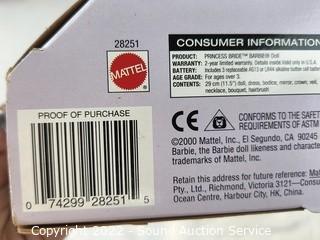 28251
MATTEL
PROOF OF PURCHASE
0 74299 28251 5
CONSUMER INFORMATION
PRODUCT: PRINCESS BRIDE™ BARBIE® Doll
WARRANTY: 2-year limited warranty. Details inside Valid only in U.S.A.
BATTERY: Includes 3 replaceable AG13 or LR44 alkaline button cell batt
AGE GRADE: For ages over 3.
CONTENTS: 29 cm (11.5") doll, dress, bodice, armoire, mirror, crown, veil,
necklace, bouquet, hairbrush
CE
CONFORMS TO THE SAFETY
REQUIREMENTS OF ASTM
©2000 Mattel, Inc., El Segundo, CA 90245
Barbie, the Barbie doll likeness and character
trademarks of Mattel, Inc.
Retain this address for future reference: Mat
Pty., Ltd., Richmond, Victoria 3121-Cons
Ocean Centre, Harbour City, HK, China.
Copyright 2022 - Sound Auction Service